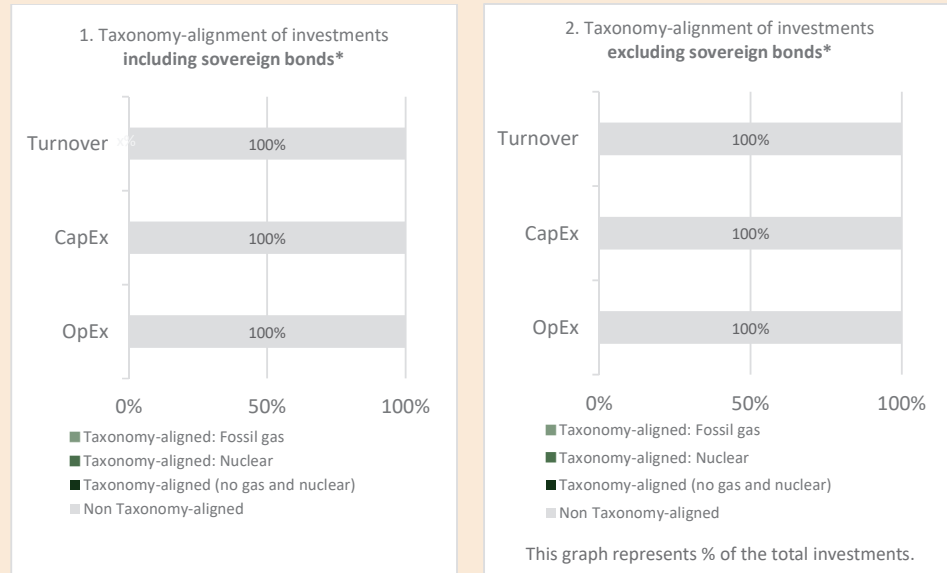 1. Taxonomy-alignment of investments
including sovereign bonds*
Turnover x% 100%
CapEx 100%
OpEx 100%
0% 50% 100%
Taxonomy-aligned: Fossil gas
Taxonomy-aligned: Nuclear
Taxonomy-aligned (no gas and nuclear)
Non Taxonomy-aligned
2. Taxonomy-alignment of investments
excluding sovereign bonds*
Turnover 100%
CapEx 100%
OpEx 100%
0% 50% 100%
Taxonomy-aligned: Fossil gas
Taxonomy-aligned: Nuclear
Taxonomy-aligned (no gas and nuclear)
Non Taxonomy-aligned
This graph represents % of the total investments.